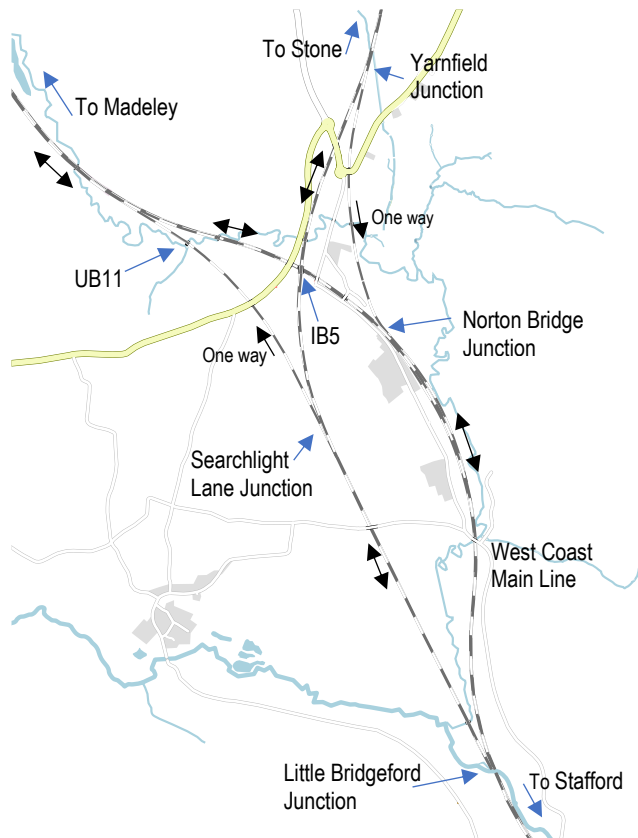 To Stone
Yarnfield
Junction
To Madeley
One way
UB11
IB5
Norton Bridge
Junction
One way
Searchlight
Lane Junction
West Coast
Main Line
Little Bridgeford
Junction
To Stafford